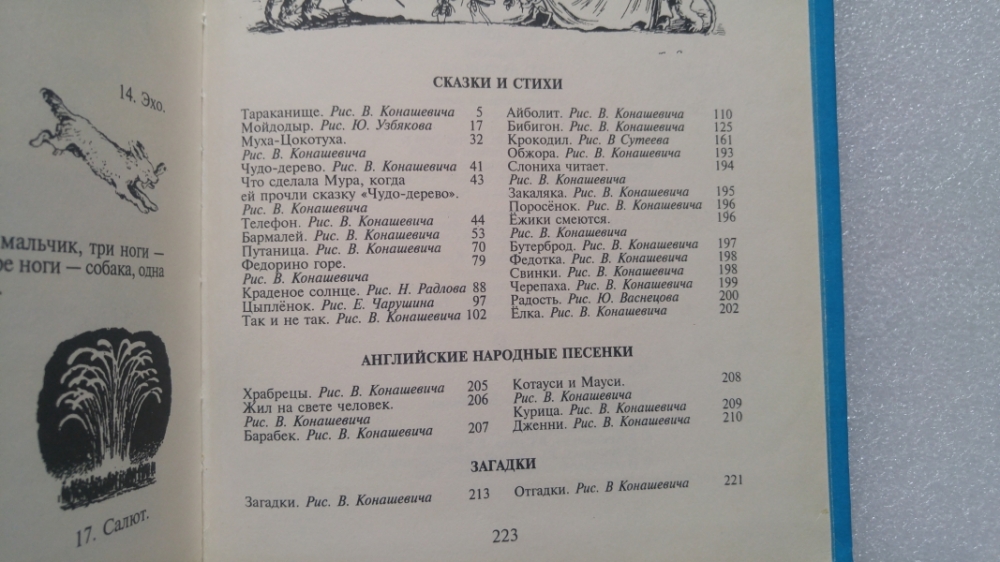 14. Эхо.
мальчик, три ноги —
ре ноги — собака, одна
17. Салют.
СКАЗКИ И СТИХИ
Тараканище. Рис. В. Конашевича 5
Мойдодыр. Рис. Ю. Узбякова 17
Муха-Цокотуха. 32
Рис. В. Конашевича
Чудо-дерево. Рис. В. Конашевича 41
Что сделала Мура, когда 43
ей прочли сказку «Чудо-дерево».
Рис. В. Конашевича
Телефон. Рис. В. Конашевича 44
Бармалей. Рис. В. Конашевича 53
Путаница. Рис. В. Конашевича 70
Федорино горе. 79
Рис. В. Конашевича
Краденое солнце. Рис. Н. Радлова 88
Цыплёнок. Рис. Е. Чарушина 97
Так и не так. Рис. В. Конашевича 102
Айболит. Рис. В. Конашевича 110
Бибигон. Рис. В. Конашевича 125
Крокодил. Рис. В Сутеева 161
Обжора. Рис. В. Конашевича 193
Слониха читает. 194
Рис. В. Конашевича
Закаляка. Рис. В. Конашевича 195
Поросёнок. Рис. В. Конашевича 196
Ёжики смеются. 196
Рис. В. Конашевича
Бутерброд. Рис. В. Конашевича 197
Федотка. Рис. В. Конашевича 198
Свинки. Рис. В. Конашевича 198
Черепаха. Рис. В. Конашевича 199
Радость. Рис. Ю. Васнецова 200
Ёлка. Рис. В. Конашевича 202
АНГЛИЙСКИЕ НАРОДНЫЕ ПЕСЕНКИ
Храбрецы. Рис. В. Конашевича 205
Жил на свете человек. 206
Рис. В. Конашевича
Барабек. Рис. В. Конашевича 207
Котауси и Мауси. 208
Рис. В. Конашевича
Курица. Рис. В. Конашевича 209
Дженни. Рис. В. Конашевича 210
ЗАГАДКИ
Загадки. Рис. В. Конашевича 213
Отгадки. Рис. В Конашевича 221
223